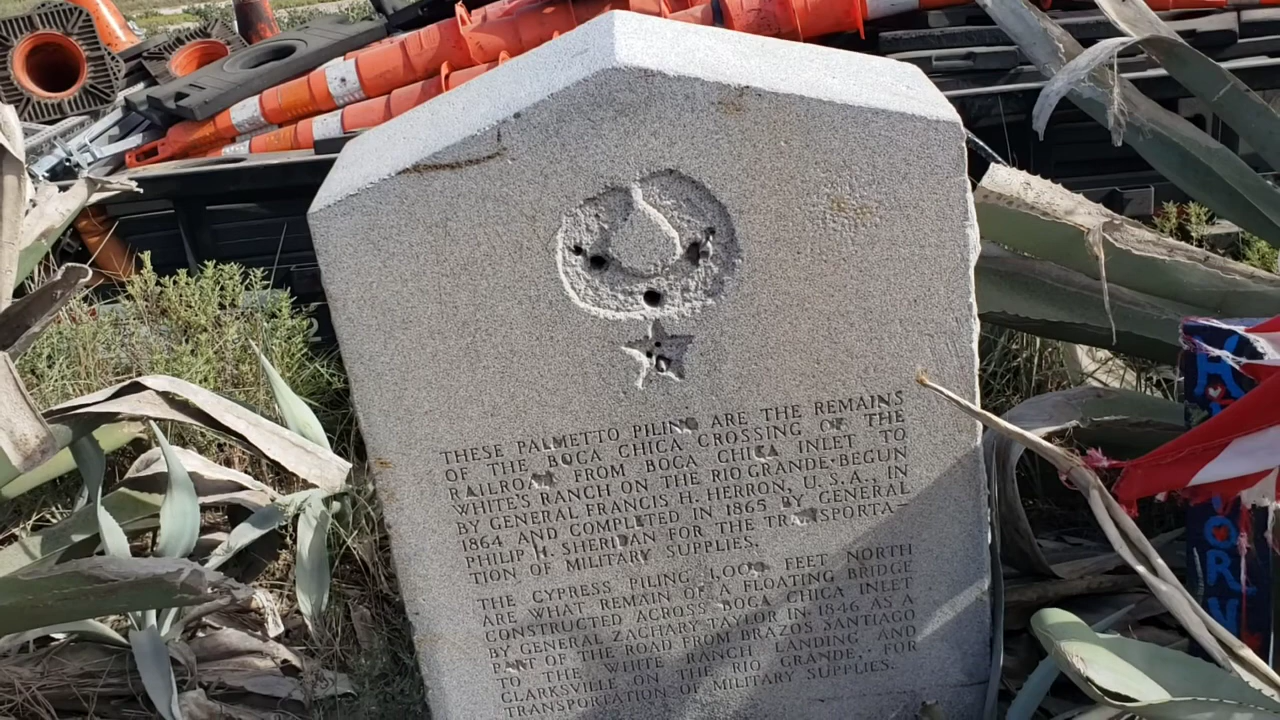 THESE PALMETTO PILING ARE THE REMAINS
OF THE BOCA CHICA CROSSING OF THE
RAILROAD FROM BOCA CHICA INLET TO
WHITE'S RANCH ON THE RIO GRANDE·BEGUN
BY GENERAL FRANCIS H. HERRON, U. S. A., IN
1864 AND COMPLETED IN 1865 BY GENERAL
PHILIP H. SHERIDAN FOR THE TRANSPORTA–
TION OF MILITARY SUPPLIES.
THE CYPRESS PILING 1,000 FEET NORTH
ARE WHAT REMAIN OF A FLOATING BRIDGE
CONSTRUCTED ACROSS BOCA CHICA INLET
BY GENERAL ZACHARY TAYLOR IN 1846 AS A
PART OF THE ROAD FROM BRAZOS SANTIAGO
TO THE WHITE RANCH LANDING AND
CLARKSVILLE ON THE RIO GRANDE, FOR
TRANSPORTATION OF MILITARY SUPPLIES.